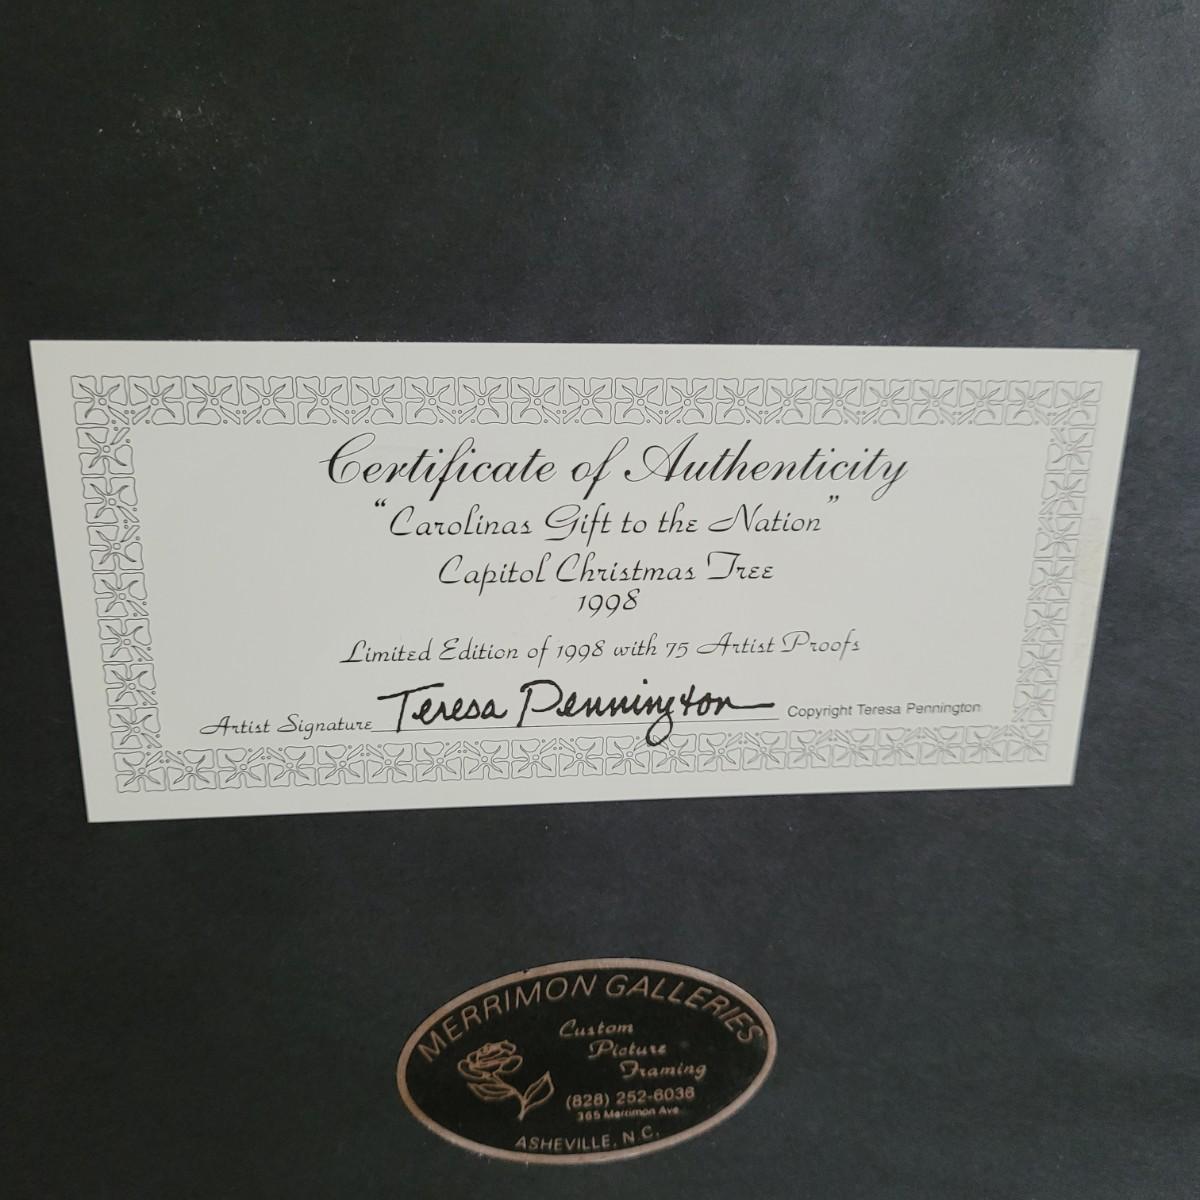 Certificate of Authenticity
"Carolinas Gift to the Nation"
Capitol Christmas Tree
1998
Limited Edition of 1998 with 75 Artist Proofs
Artist Signature Teresa Pennington Copyright Teresa Pennington
MERRIMON GALLERIES
Custom
Picture
Framing
(828) 252-6036
365 Merrimon Ave.
ASHEVILLE, N.C.